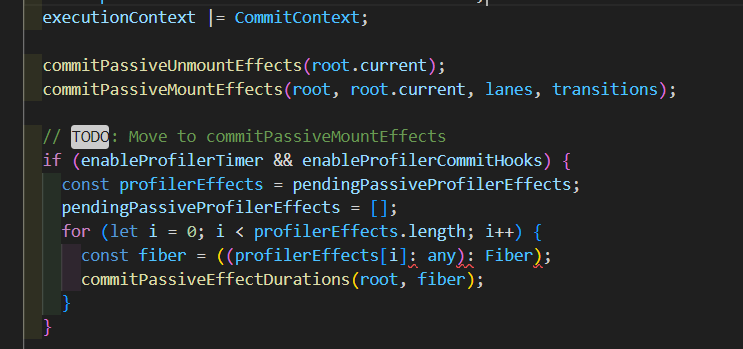 executionContext |= CommitContext;
commitPassiveUnmountEffects(root.current);
commitPassiveMountEffects(root, root.current, lanes, transitions);
// TODO: Move to commitPassiveMountEffects
if (enableProfilerTimer && enableProfilerCommitHooks) {
const profilerEffects = pendingPassiveProfilerEffects;
pendingPassiveProfilerEffects = [];
for (let i = 0; i < profilerEffects.length; i++) {
const fiber = ((profilerEffects[i]: any): Fiber);
commitPassiveEffectDurations(root, fiber);
}
}